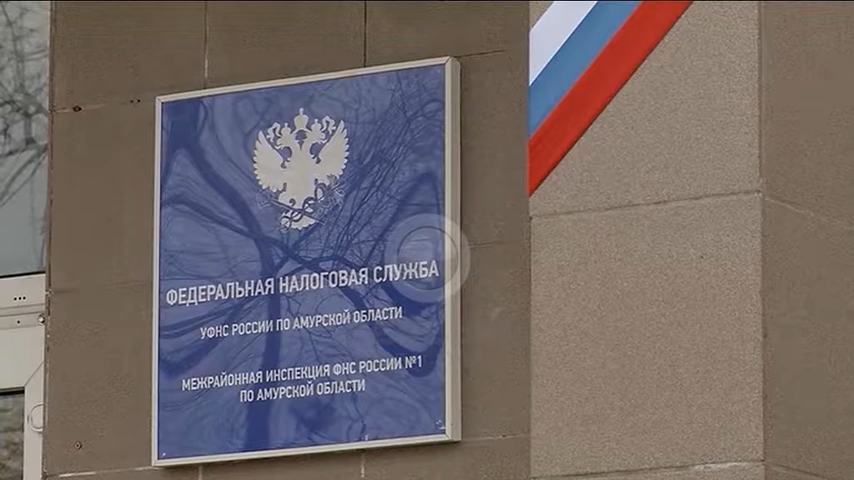 ФЕДЕРАЛЬНАЯ НАЛОГОВАЯ СЛУЖБА
УФНС РОССИИ ПО АМУРСКОЙ ОБЛАСТИ
МЕЖРАЙОННАЯ ИНСПЕКЦИЯ ФНС РОССИИ №1
ПО АМУРСКОЙ ОБЛАСТИ